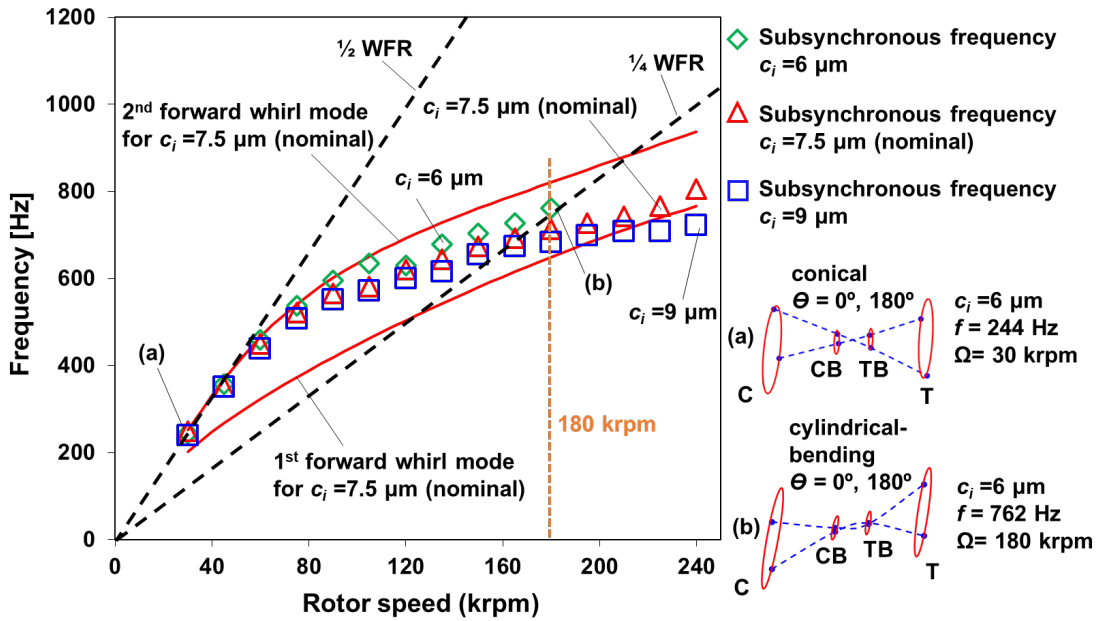 1200
1000
800
600
400
200
0
Frequency [Hz]
0
40
80
120
160
200
240
Rotor speed (krpm)
½ WFR
¼ WFR
2nd forward whirl mode
for ci =7.5 µm (nominal)
ci =7.5 µm (nominal)
ci =6 µm
(a)
(b)
ci =9 µm
180 krpm
1st forward whirl mode
for ci =7.5 µm (nominal)
Subsynchronous frequency
ci =6 µm
Subsynchronous frequency
ci =7.5 µm (nominal)
Subsynchronous frequency
ci =9 µm
conical
ϴ = 0º, 180º
(a)
C
CB
TB
T
ci =6 µm
f = 244 Hz
Ω= 30 krpm
cylindrical-
bending
ϴ = 0º, 180º
(b)
C
CB
TB
T
ci =6 µm
f = 762 Hz
Ω= 180 krpm